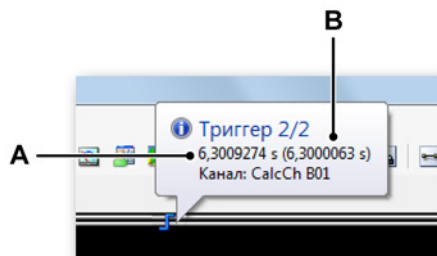 B
Триггер 2/2
A
6,3009274 s (6,3000063 s)
Канал: CalcCh B01